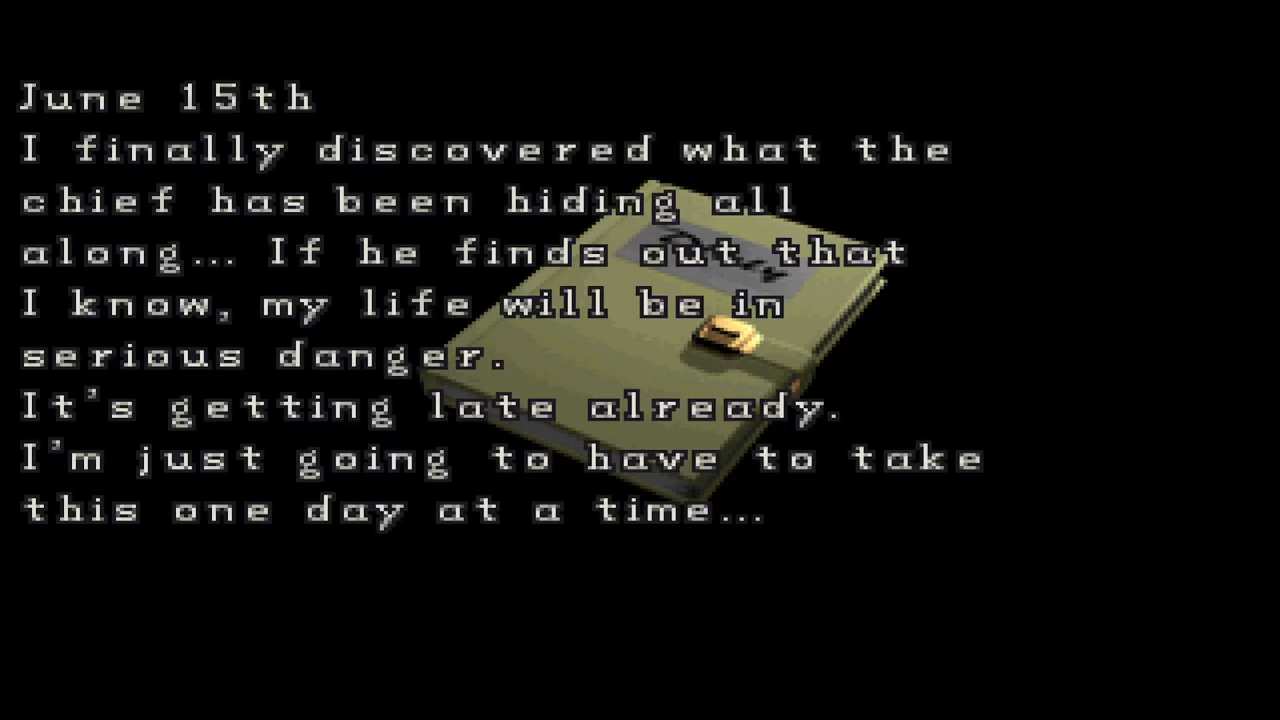 June 15th
I finally discovered what the
chief has been hiding all
along... If he finds out that
I know, my life will be in
serious danger.
It's getting late already.
I'm just going to have to take
this one day at a time...